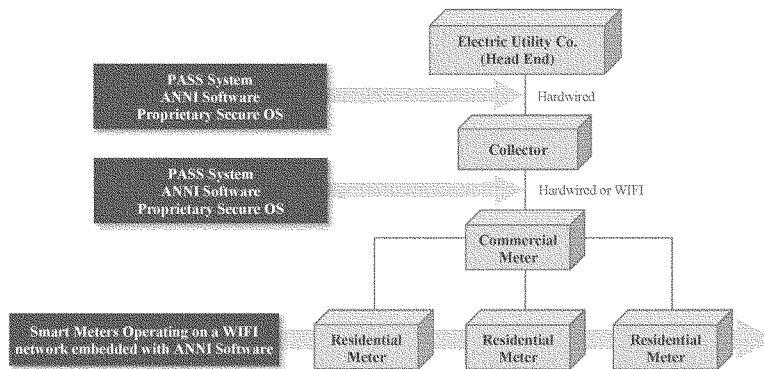 Electric Utility Co.
(Head End)
PASS System
ANNI Software
Proprietary Secure OS
Hardwired
Collector
PASS System
ANNI Software
Proprietary Secure OS
Hardwired or WIFI
Commercial
Meter
Smart Meters Operating on a WIFI
network embedded with ANNI Software
Residential
Meter
Residential
Meter
Residential
Meter